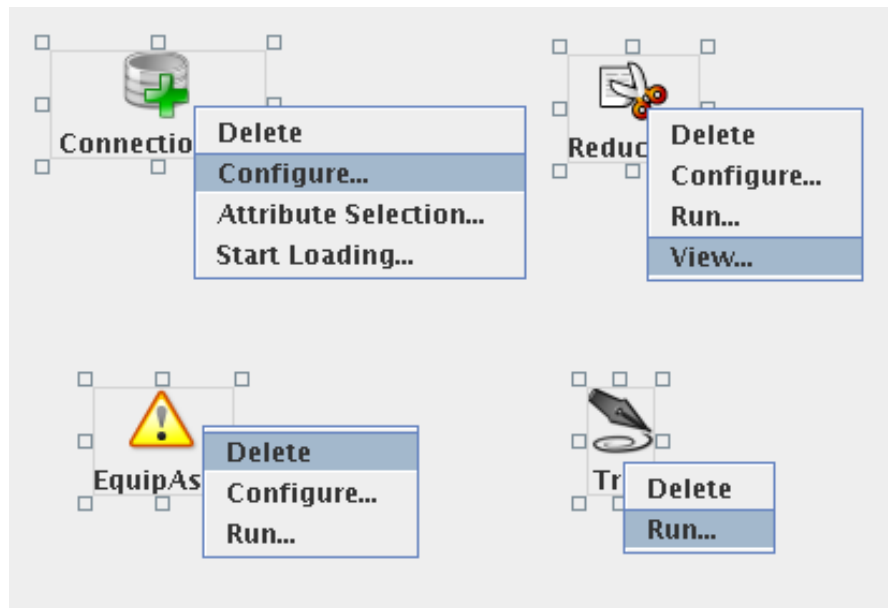 Connectio
Delete
Configure...
Attribute Selection...
Start Loading...
Reduc
Delete
Configure...
Run...
View...
EquipAs
Delete
Configure...
Run...
Tr
Delete
Run...